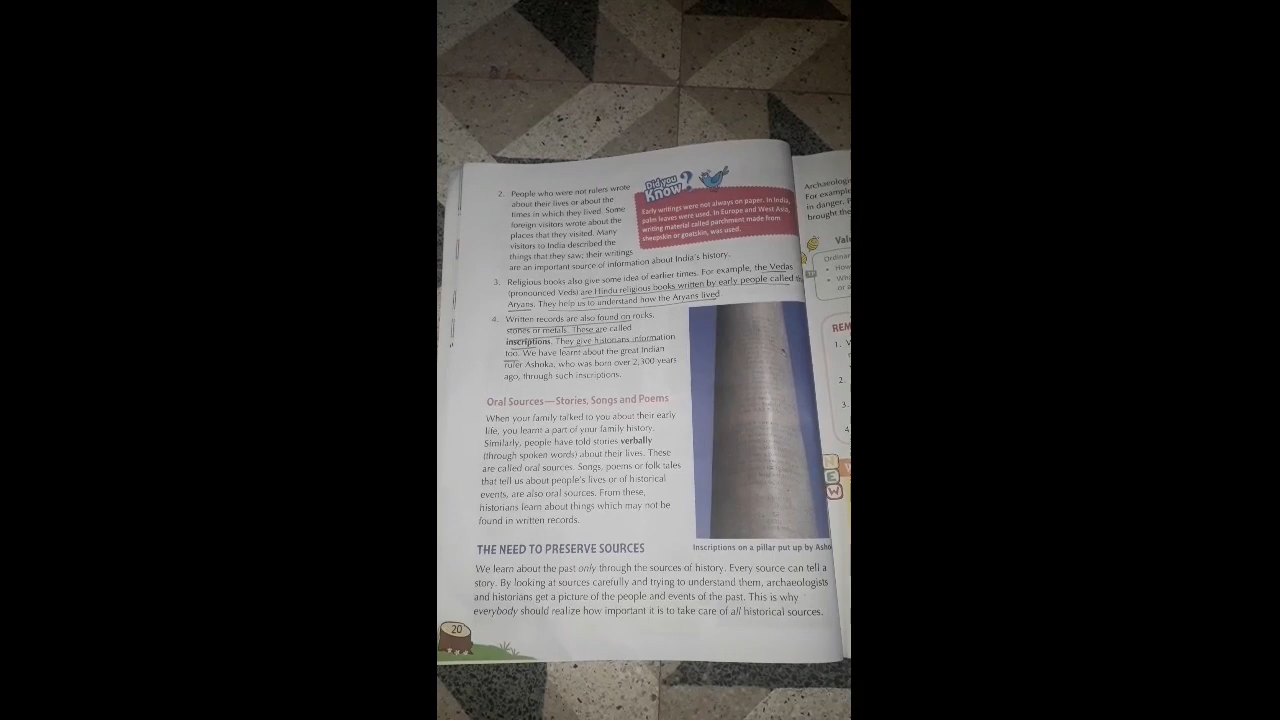 2. People who were not rulers wrote
about their lives or about the
times in which they lived. Some
foreign visitors wrote about the
places that they visited. Many
visitors to India described the
things that they saw; their writings
are an important source of information about India's history.
Did you
Know?
Early writings were not always on paper. In India,
palm leaves were used. In Europe and West Asia,
writing material called parchment made from
sheepskin or goatskin, was used.
3. Religious books also give some idea of earlier times. For example, the Vedas
(pronounced Veds) are Hindu religious books written by early people called the
Aryans. They help us to understand how the Aryans lived.
4. Written records are also found on rocks,
stones or metals. These are called
inscriptions. They give historians information
too. We have learnt about the great Indian
ruler Ashoka, who was born over 2,300 years
ago, through such inscriptions.
Oral Sources—Stories, Songs and Poems
When your family talked to you about their early
life, you learnt a part of your family history.
Similarly, people have told stories verbally
(through spoken words) about their lives. These
are called oral sources. Songs, poems or folk tales
that tell us about people's lives or of historical
events, are also oral sources. From these,
historians learn about things which may not be
found in written records.
Inscriptions on a pillar put up by Asho
THE NEED TO PRESERVE SOURCES
We learn about the past only through the sources of history. Every source can tell a
story. By looking at sources carefully and trying to understand them, archaeologists
and historians get a picture of the people and events of the past. This is why
everybody should realize how important it is to take care of all historical sources.
20
Archaeologi
For example
in danger.
brought the
Val
Ordinar
• How
REM
1.
2.
3.
4
N
E
W